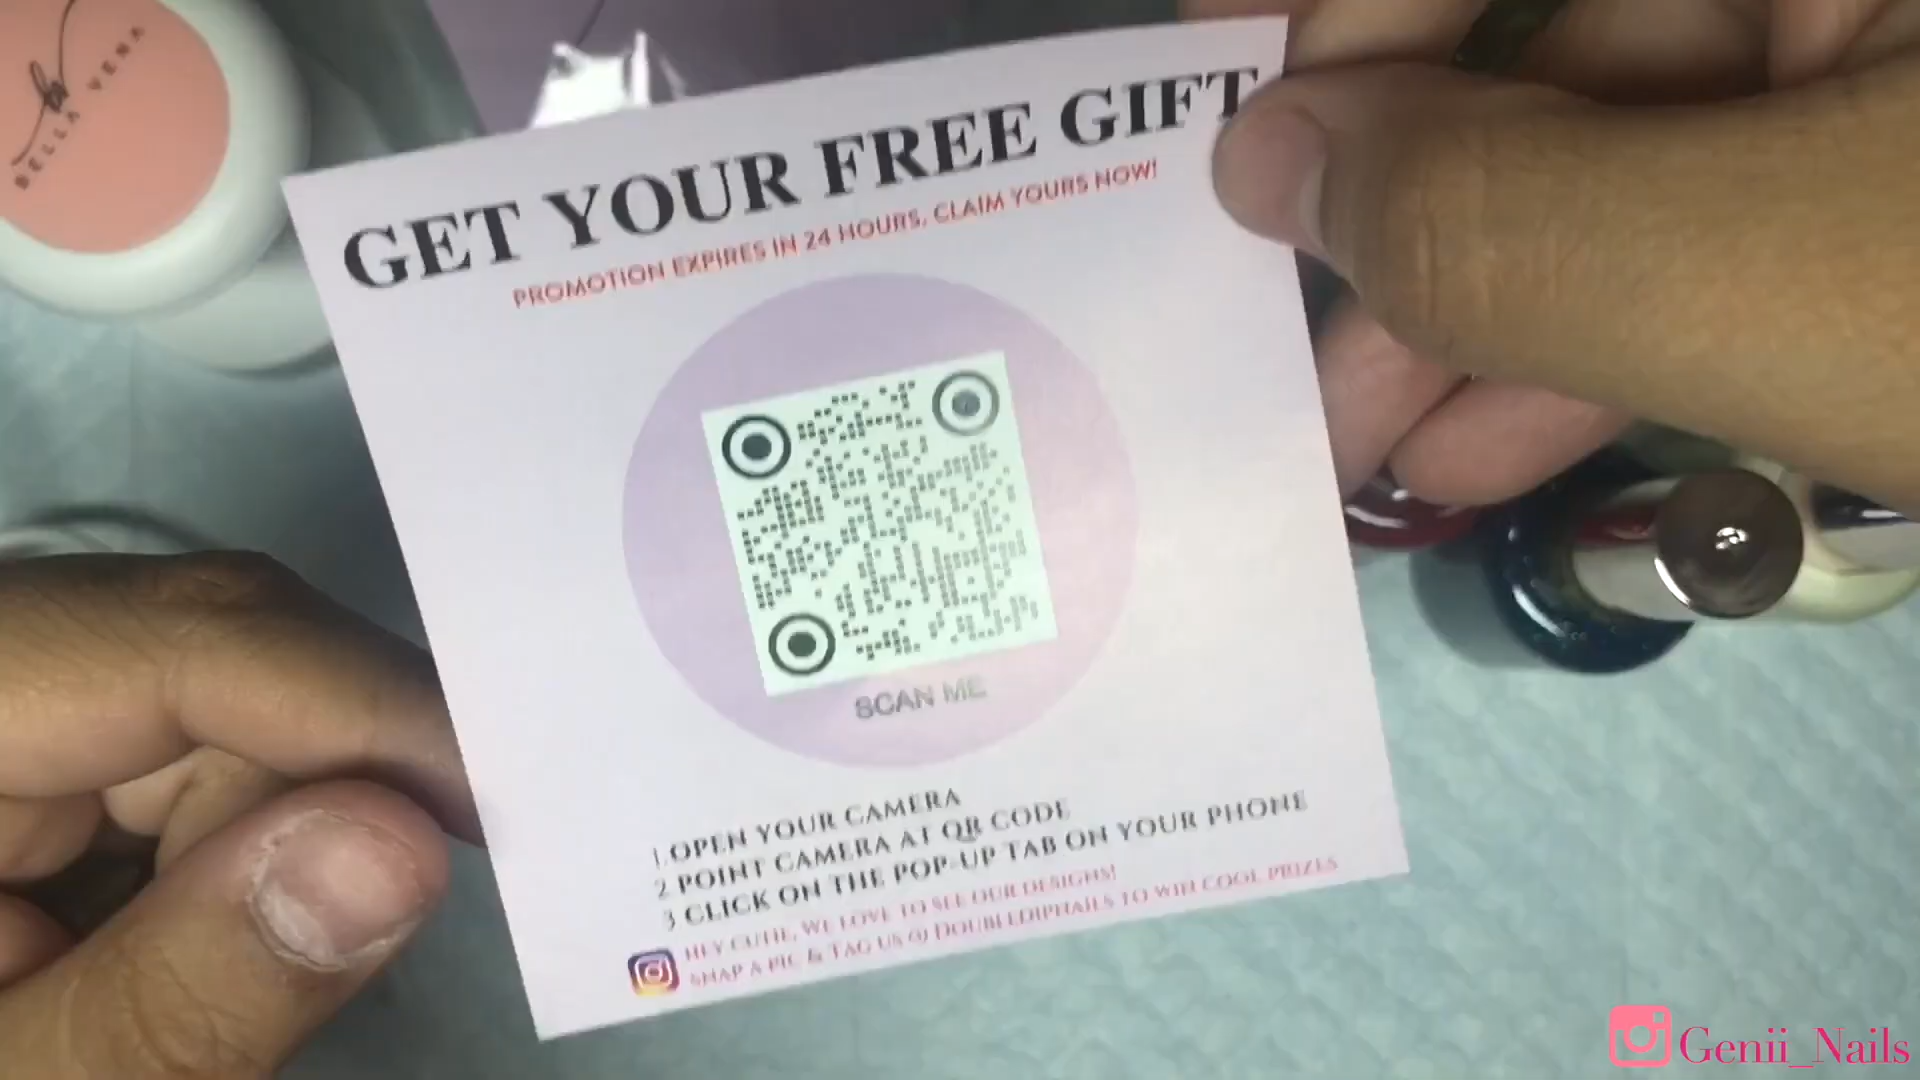 BELLA VENA
GET YOUR FREE GIFT
PROMOTION EXPIRES IN 24 HOURS, CLAIM YOURS NOW!
SCAN ME
1.OPEN YOUR CAMERA
2 POINT CAMERA AT QR CODE
3 CLICK ON THE POP-UP TAB ON YOUR PHONE
HEY CUTIE, WE LOVE TO SEE OUR DESIGNS!
SNAP A PIC & TAG US @ DOUBLEDIPNAILS TO WIN COOL PRIZES
Genii_Nails